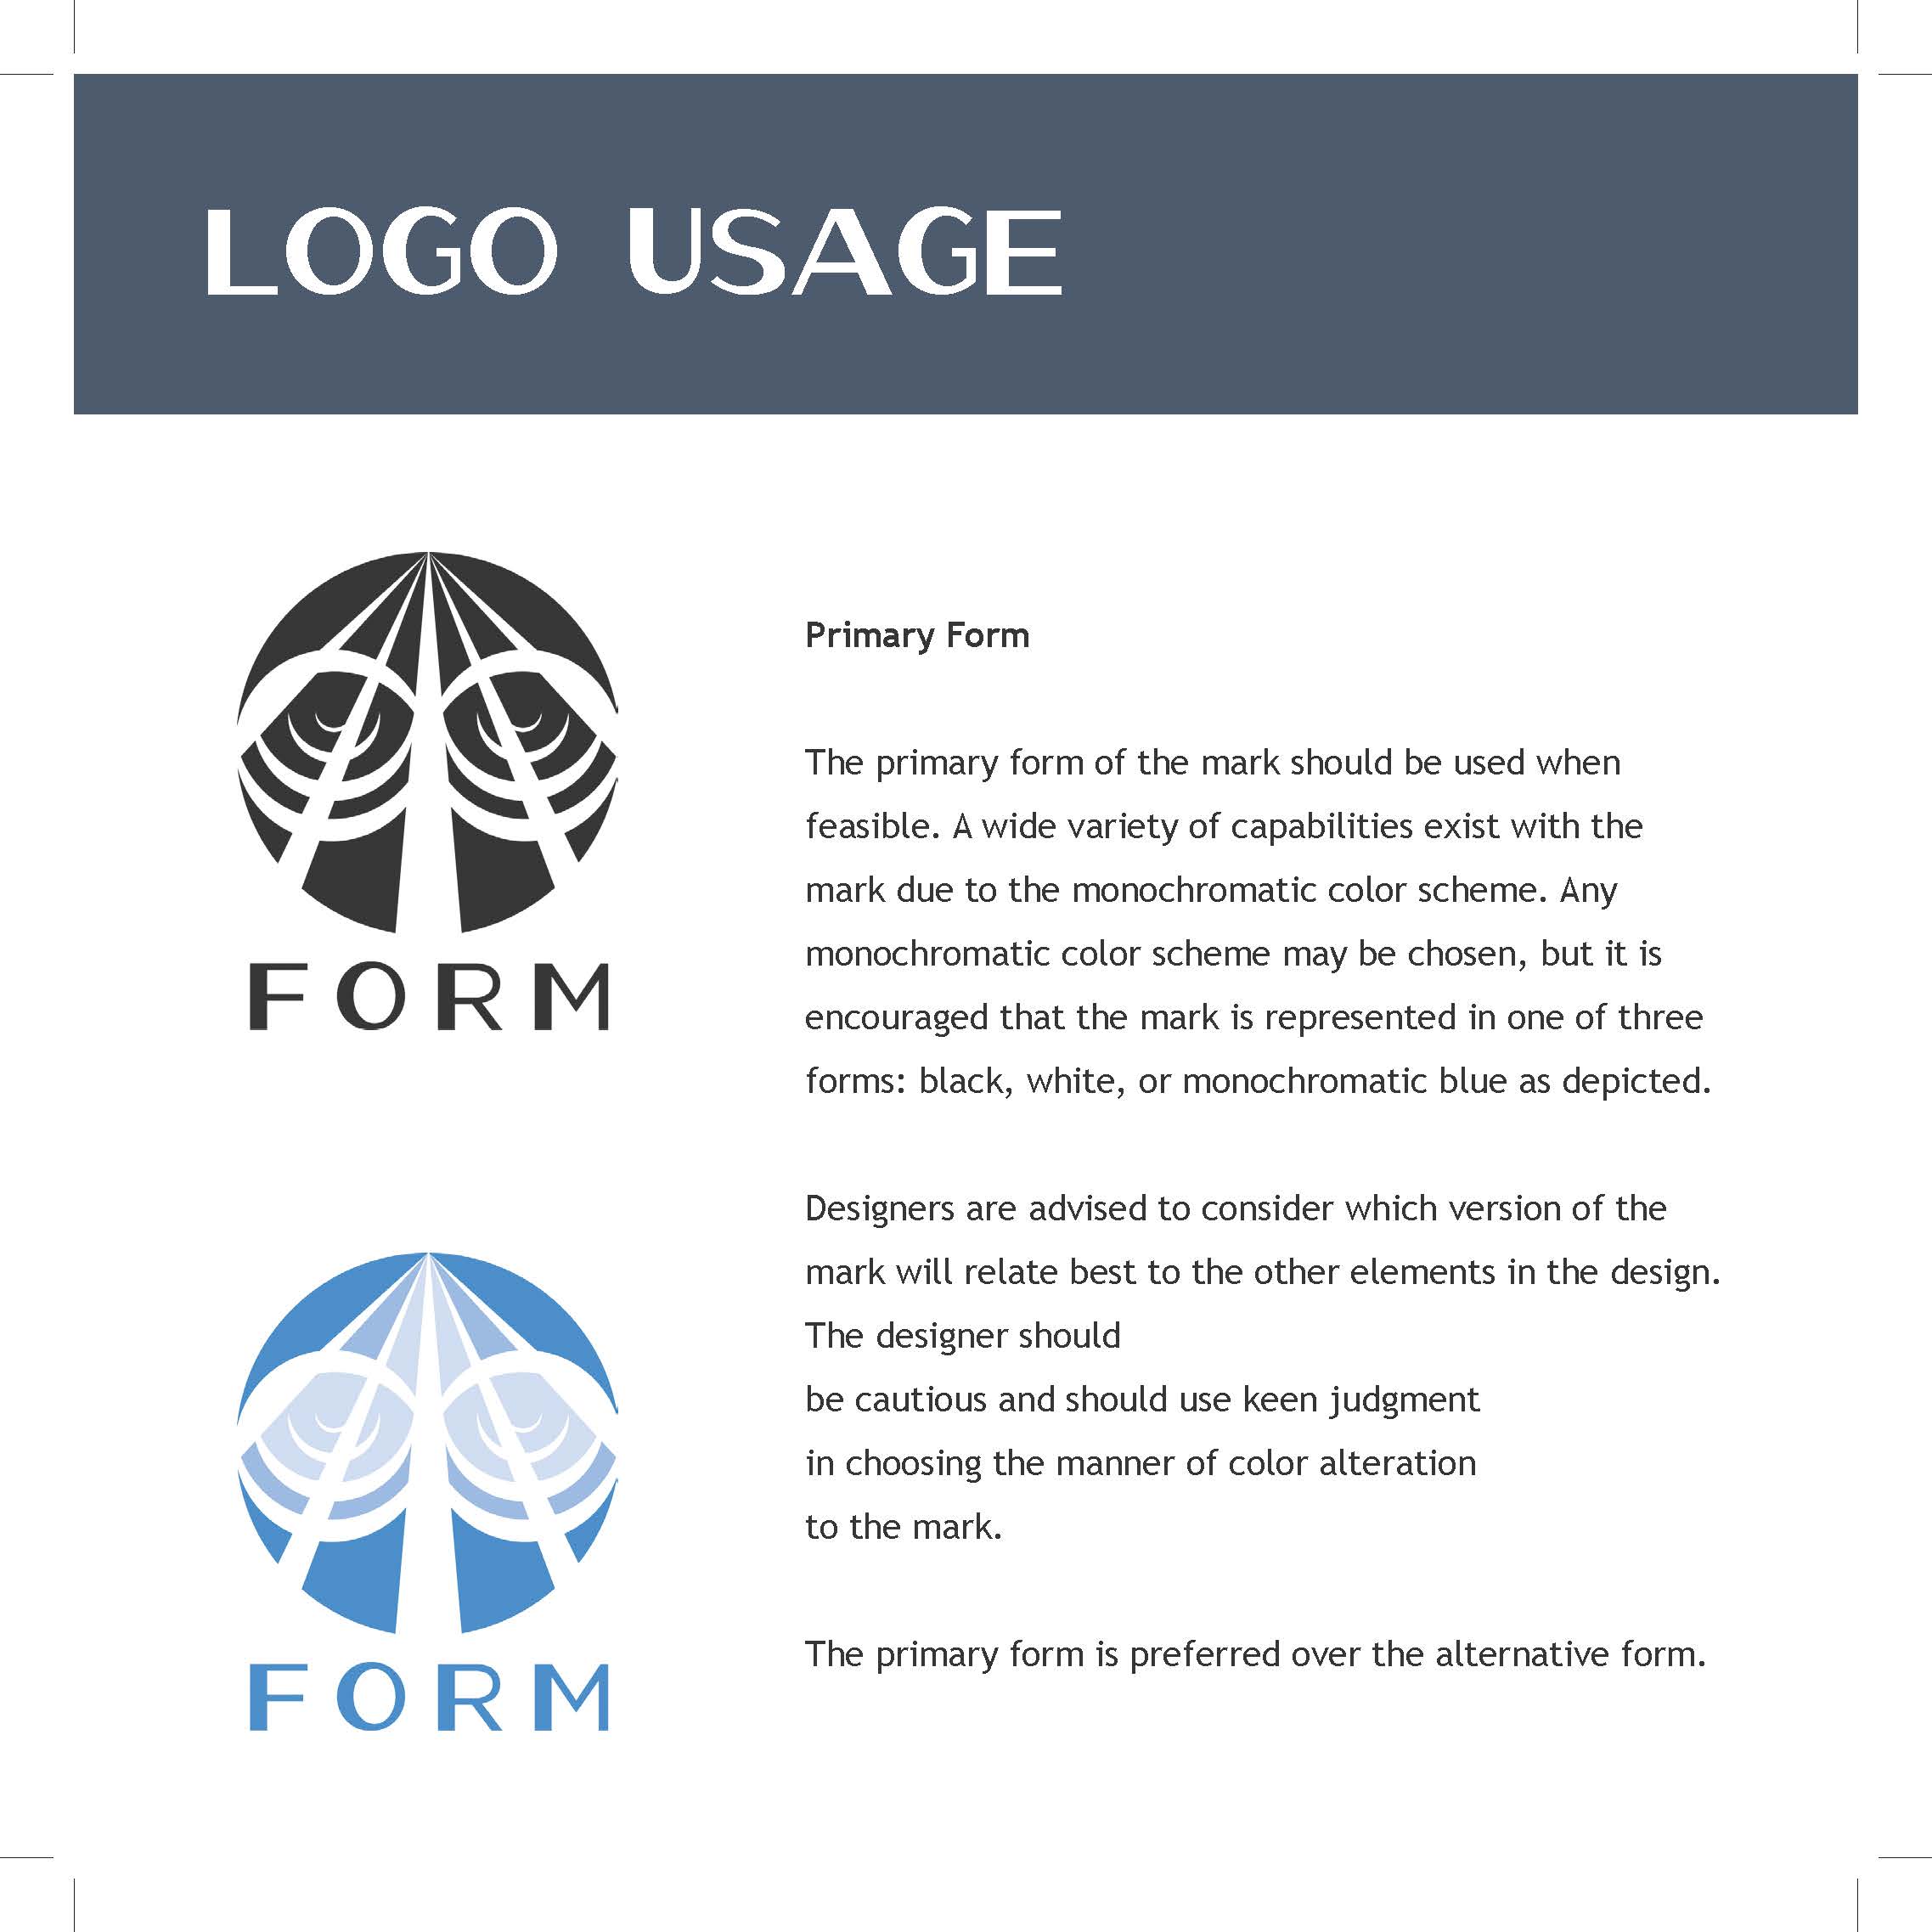 LOGO USAGE
FORM
Primary Form
The primary form of the mark should be used when
feasible. A wide variety of capabilities exist with the
mark due to the monochromatic color scheme. Any
monochromatic color scheme may be chosen, but it is
encouraged that the mark is represented in one of three
forms: black, white, or monochromatic blue as depicted.
Designers are advised to consider which version of the
mark will relate best to the other elements in the design.
The designer should
be cautious and should use keen judgment
in choosing the manner of color alteration
to the mark.
The primary form is preferred over the alternative form.
FORM